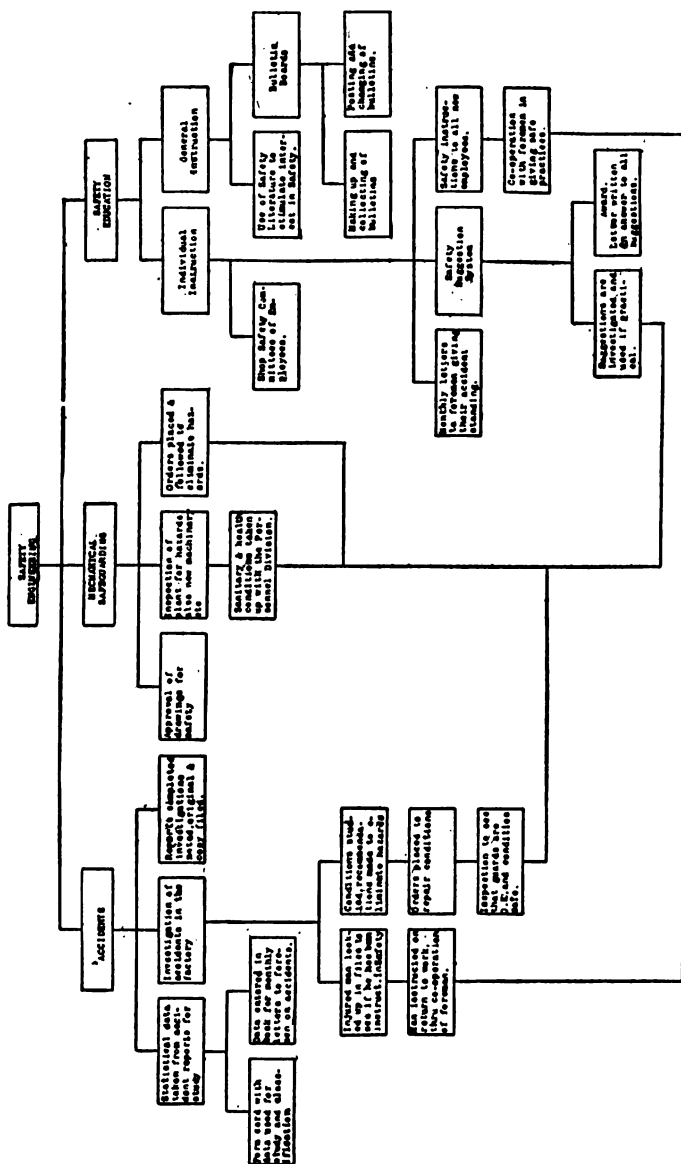 SAFETY
ENGINEERING
ACCIDENTS
MECHANICAL
SAFEGUARDING
SAFETY
EDUCATION
Statistical data
taken from acci-
dent reports for
study
Investigation of
accidents in the
factory
Reports completed
investigations
noted, original &
copy filed.
Approval of
drawings for
safety
Inspection of
plant for hazards
also new machinery
etc
Orders placed &
followed to
eliminate haz-
ards.
Individual
Instruction
General
Instruction
Form card with
data used for
study and class-
ification
Data entered in
book for monthly
letters to fore-
men on accidents.
Sanitary & health
conditions taken
up with the Per-
sonnel Division.
Shop Safety Com-
mittees of Em-
ployees.
Use of Safety
Literature to
stimulate inter-
est in Safety.
Bulletin
Boards
Injured man look-
ed up in files to
see if he has been
instruct. inSafety
Conditions stud-
ied, recommenda-
tions made to e-
liminate hazards
Making up and
collecting of
bulletins
Posting and
changing of
bulletins.
Man instructed on
return to work,
thru co-operation
of foreman.
Orders placed to
repair conditions
Monthly letters
to foremen giving
their accident
standing.
Safety
Suggestion
System
Safety instruc-
tions to all new
employees.
Inspection to see
that guards are
O.K. and condition
safe.
Co-operation
with foremen in
giving safe
practices.
Suggestions are
investigated and
used if practi-
cal.
Award.
Letter written
in answer to all
suggestions.